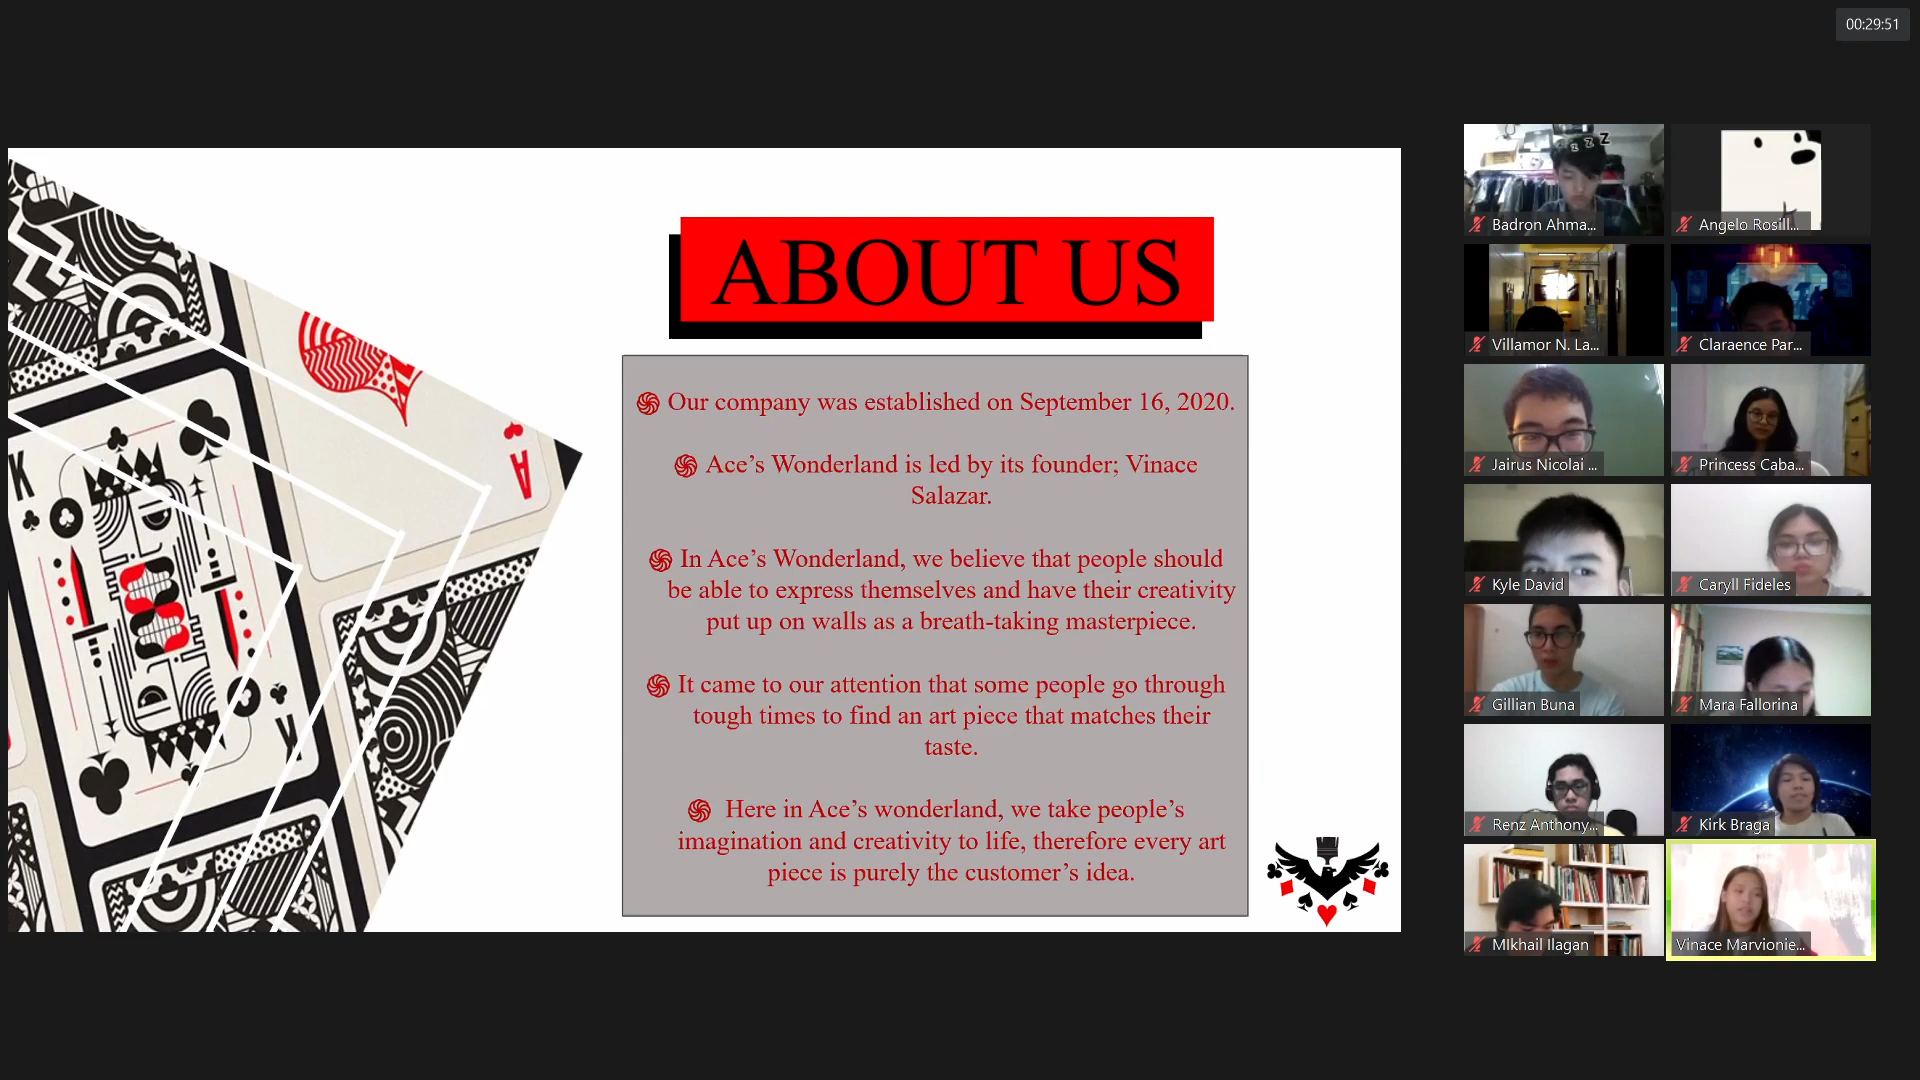 00:29:51
ABOUT US
Our company was established on September 16, 2020.
Ace’s Wonderland is led by its founder; Vinace
Salazar.
In Ace’s Wonderland, we believe that people should
be able to express themselves and have their creativity
put up on walls as a breath-taking masterpiece.
It came to our attention that some people go through
tough times to find an art piece that matches their
taste.
Here in Ace’s wonderland, we take people’s
imagination and creativity to life, therefore every art
piece is purely the customer’s idea.
A
K
K
Z Z Z
Badron Ahma...
Angelo Rosill...
Villamor N. La...
Claraence Par...
Jairus Nicolai ...
Princess Caba...
Kyle David
Caryll Fideles
Gillian Buna
Mara Fallorina
Renz Anthony...
Kirk Braga
MIkhail Ilagan
Vinace Marvionie...